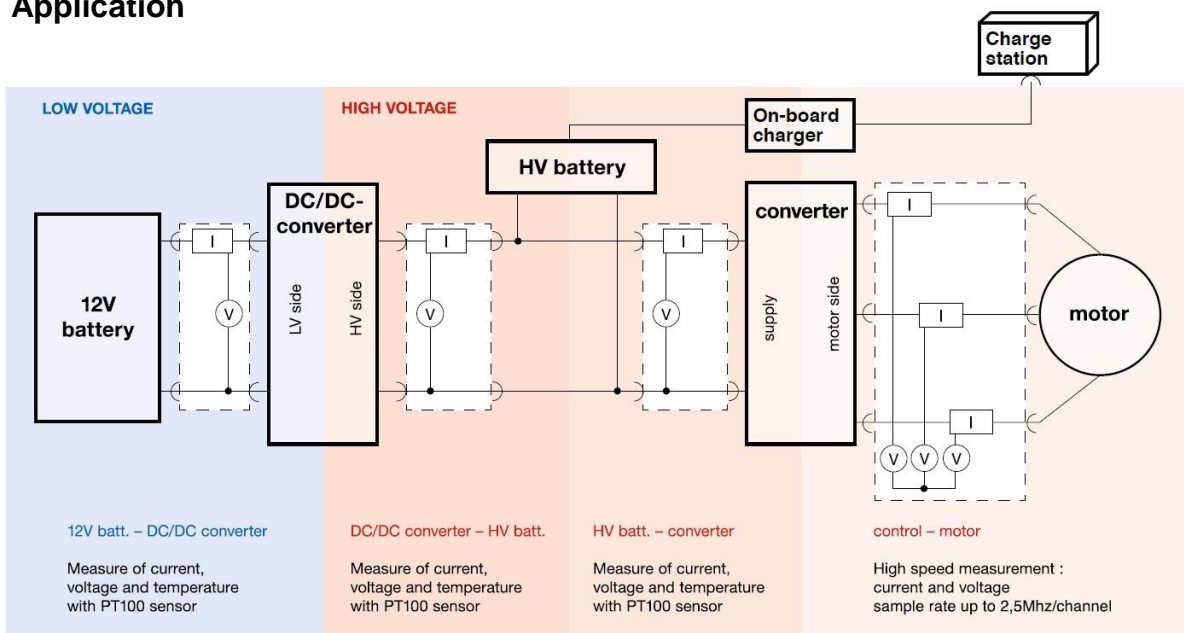 Application
Charge
station
LOW VOLTAGE
HIGH VOLTAGE
On-board
charger
HV battery
DC/DC-
converter
converter
I
I
I
I
12V
battery
LV side
HV side
V
V
V
supply
motor side
I
motor
I
V
V
V
12V batt. – DC/DC converter
DC/DC converter – HV batt.
HV batt. – converter
control – motor
Measure of current,
voltage and temperature
with PT100 sensor
Measure of current,
voltage and temperature
with PT100 sensor
Measure of current,
voltage and temperature
with PT100 sensor
High speed measurement :
current and voltage
sample rate up to 2,5Mhz/channel